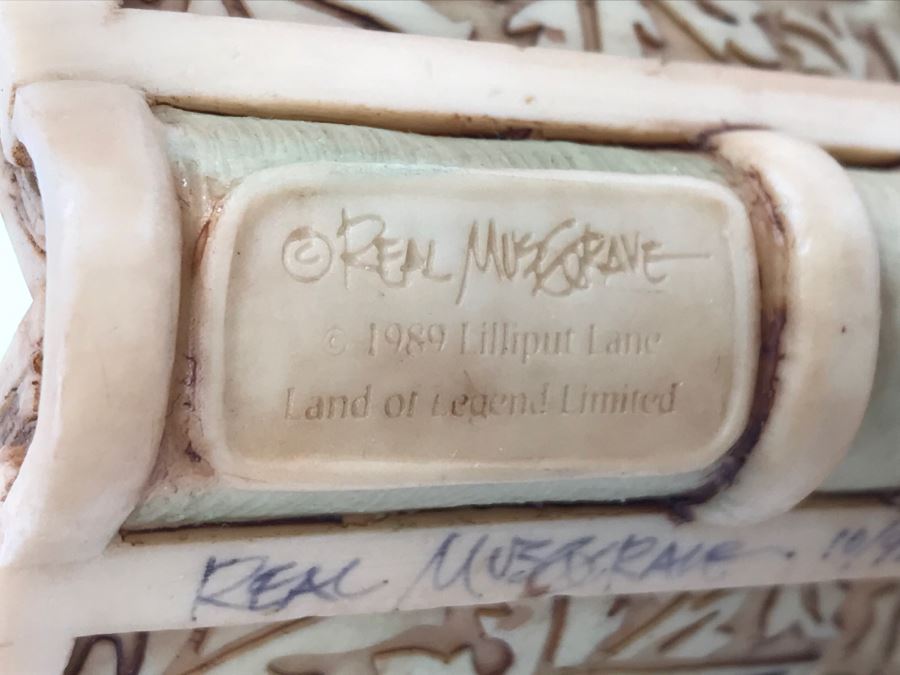 © REAL MUSGRAVE
© 1989 Lilliput Lane
Land of Legend Limited
REAL MUSGRAVE